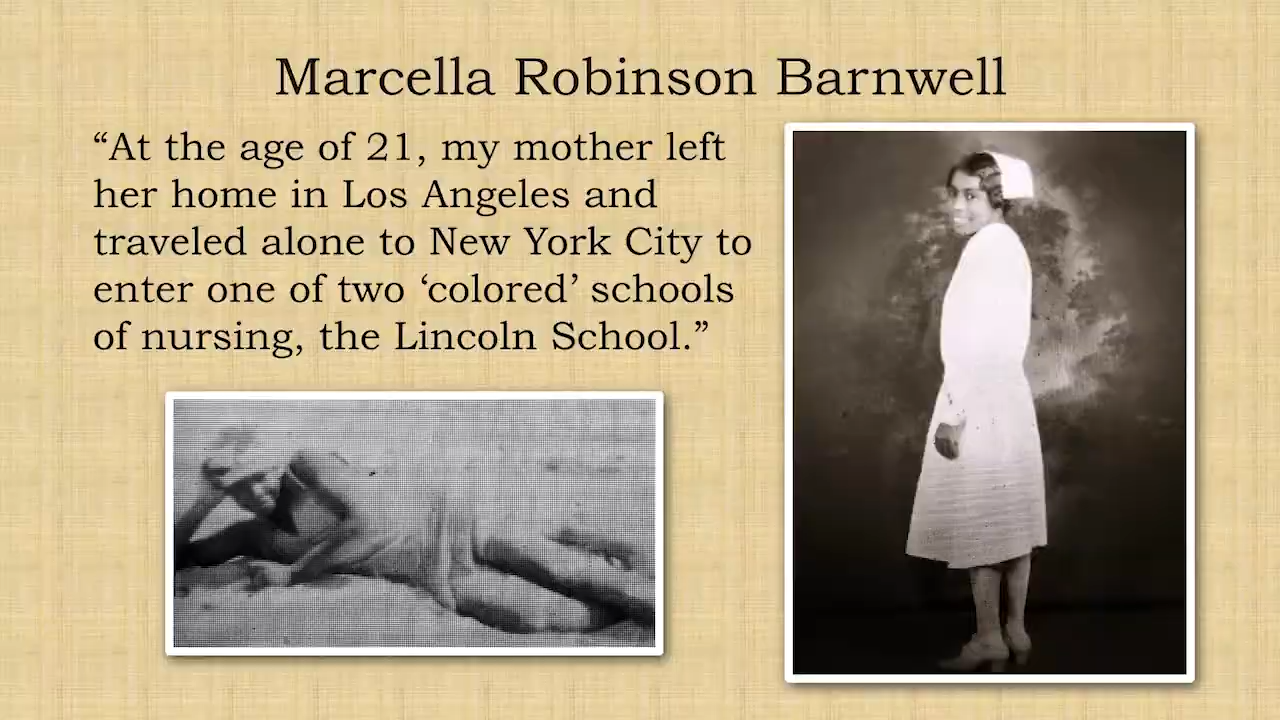 Marcella Robinson Barnwell
“At the age of 21, my mother left
her home in Los Angeles and
traveled alone to New York City to
enter one of two ‘colored’ schools
of nursing, the Lincoln School.”